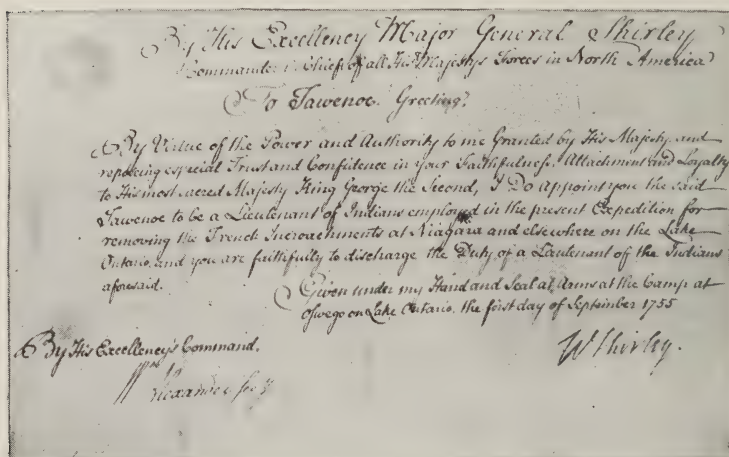 By His Excellency Major General Shirley
Commander in Chief of all His Majestys Forces in North America
To Tawenoe. Greeting.
By Virtue of the Power and Authority to me Granted by His Majesty, and
reposing especial Trust and Confidence in your Faithfulness, Attachment and Loyalty
to His most sacred Majesty King George the Second, I Do appoint you the said
Tawenoe to be a Lieutenant of Indians employed in the present Expedition for
removing the French Incroachments at Niagara and elsewhere on the Lake
Ontario, and you are faithfully to discharge the Duty of a Lieutenant of the Indians
aforesaid.
Given under my Hand and Seal at Arms at the Camp at
Oswego on Lake Ontario, the first day of September 1755
By His Excellency's Command.
W Shirley.